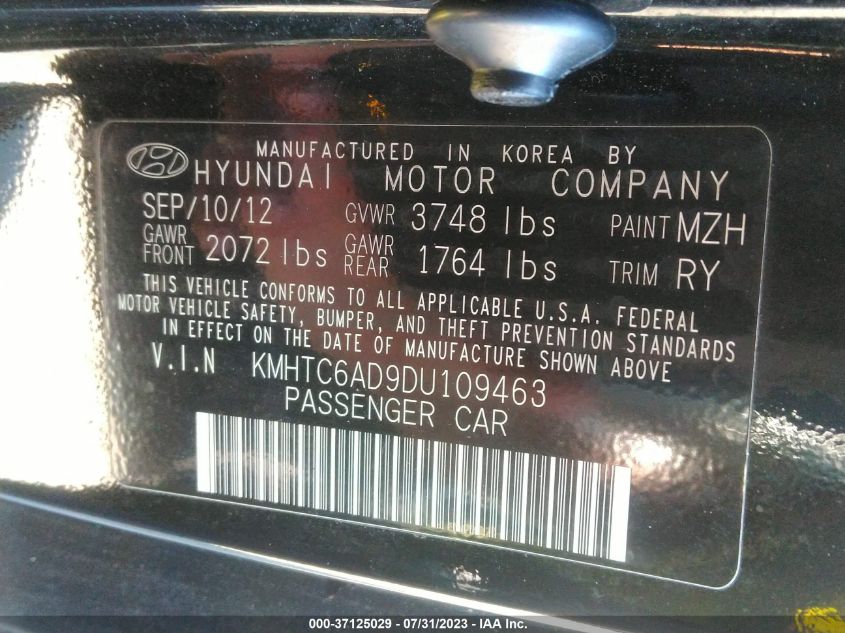 MANUFACTURED IN KOREA BY
HYUNDAI MOTOR COMPANY
SEP/10/12 GVWR 3748 lbs PAINT MZH
GAWR FRONT 2072 lbs GAWR REAR 1764 lbs TRIM RY
THIS VEHICLE CONFORMS TO ALL APPLICABLE U.S.A. FEDERAL
MOTOR VEHICLE SAFETY, BUMPER, AND THEFT PREVENTION STANDARDS
IN EFFECT ON THE DATE OF MANUFACTURE SHOWN ABOVE
V.I.N KMHTC6AD9DU109463
PASSENGER CAR
000-37125029 - 07/31/2023 - IAA Inc.